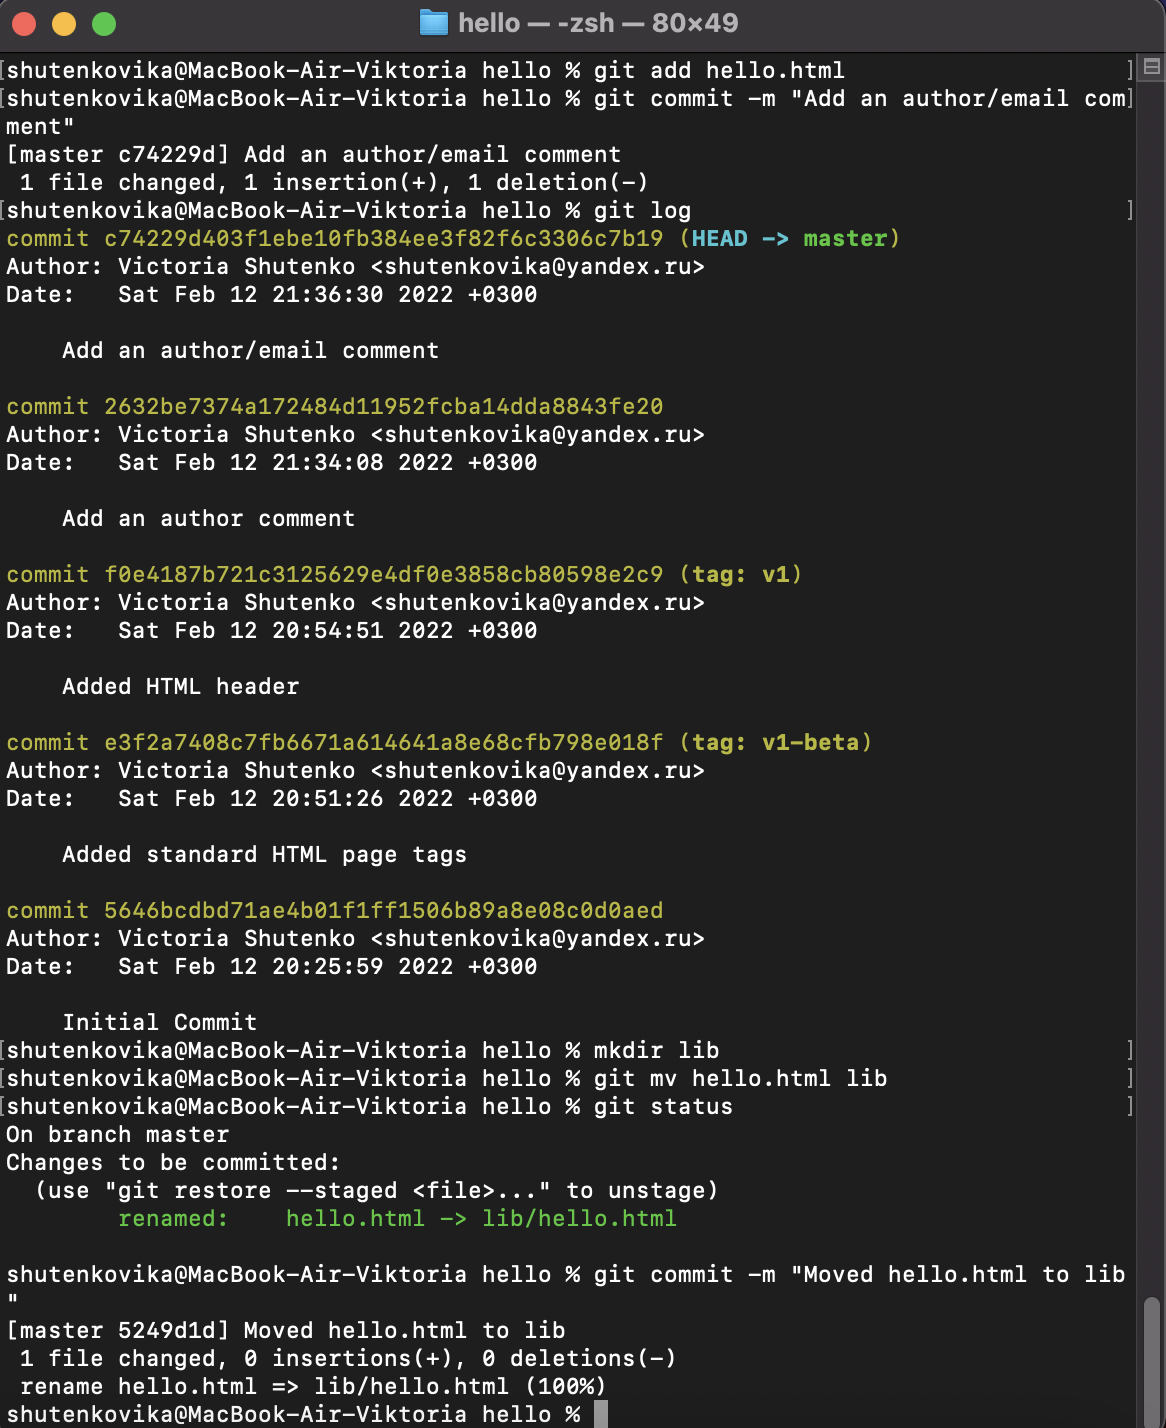 hello — -zsh — 80×49
[shutenkovika@MacBook-Air-Viktoria hello % git add hello.html ]
[shutenkovika@MacBook-Air-Viktoria hello % git commit -m "Add an author/email com]
ment"
[master c74229d] Add an author/email comment
 1 file changed, 1 insertion(+), 1 deletion(-)
[shutenkovika@MacBook-Air-Viktoria hello % git log ]
commit c74229d403f1ebe10fb384ee3f82f6c3306c7b19 (HEAD -> master)
Author: Victoria Shutenko <shutenkovika@yandex.ru>
Date:   Sat Feb 12 21:36:30 2022 +0300

    Add an author/email comment

commit 2632be7374a172484d11952fcba14dda8843fe20
Author: Victoria Shutenko <shutenkovika@yandex.ru>
Date:   Sat Feb 12 21:34:08 2022 +0300

    Add an author comment

commit f0e4187b721c3125629e4df0e3858cb80598e2c9 (tag: v1)
Author: Victoria Shutenko <shutenkovika@yandex.ru>
Date:   Sat Feb 12 20:54:51 2022 +0300

    Added HTML header

commit e3f2a7408c7fb6671a614641a8e68cfb798e018f (tag: v1-beta)
Author: Victoria Shutenko <shutenkovika@yandex.ru>
Date:   Sat Feb 12 20:51:26 2022 +0300

    Added standard HTML page tags

commit 5646bcdbd71ae4b01f1ff1506b89a8e08c0d0aed
Author: Victoria Shutenko <shutenkovika@yandex.ru>
Date:   Sat Feb 12 20:25:59 2022 +0300

    Initial Commit
[shutenkovika@MacBook-Air-Viktoria hello % mkdir lib ]
[shutenkovika@MacBook-Air-Viktoria hello % git mv hello.html lib ]
[shutenkovika@MacBook-Air-Viktoria hello % git status ]
On branch master
Changes to be committed:
  (use "git restore --staged <file>..." to unstage)
        renamed:    hello.html -> lib/hello.html

shutenkovika@MacBook-Air-Viktoria hello % git commit -m "Moved hello.html to lib
"
[master 5249d1d] Moved hello.html to lib
 1 file changed, 0 insertions(+), 0 deletions(-)
 rename hello.html => lib/hello.html (100%)
shutenkovika@MacBook-Air-Viktoria hello %